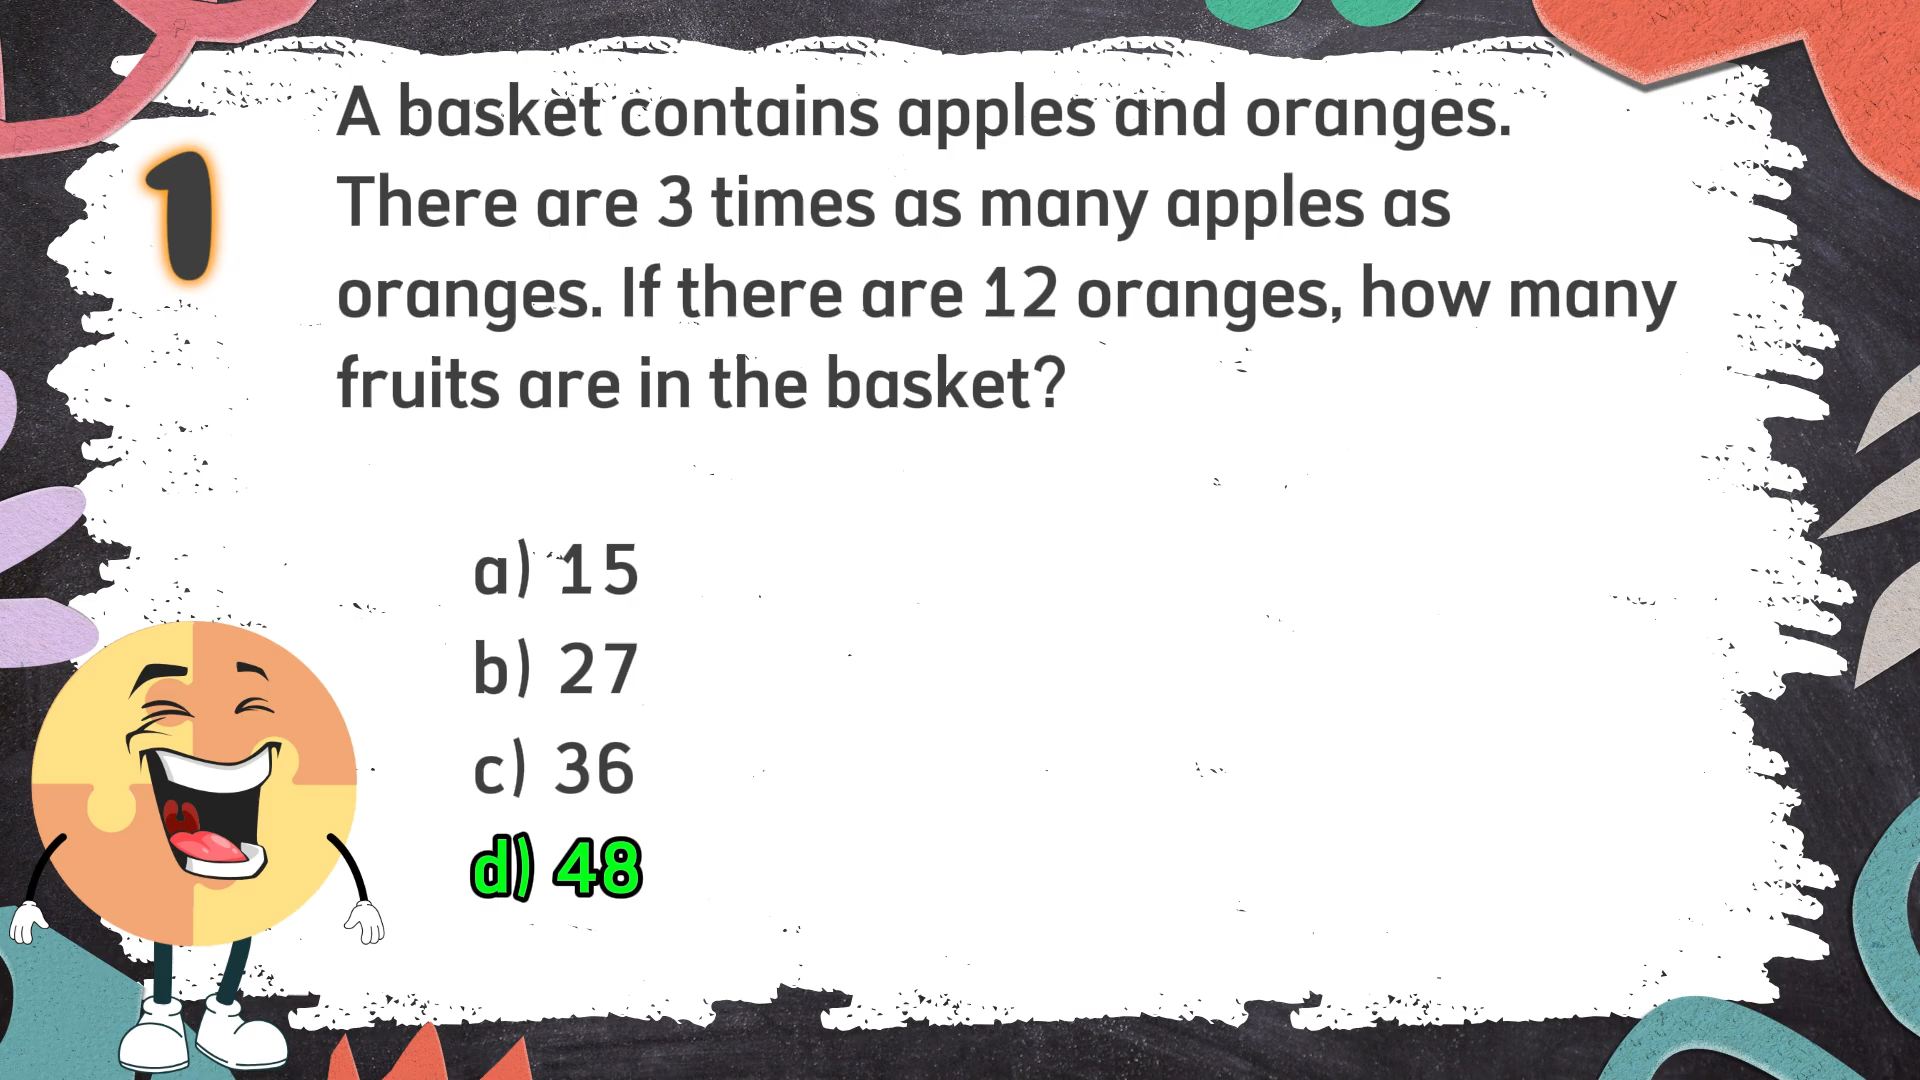 1
A basket contains apples and oranges.
There are 3 times as many apples as
oranges. If there are 12 oranges, how many
fruits are in the basket?
a) 15
b) 27
c) 36
d) 48